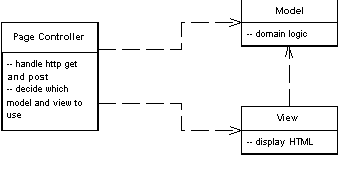 Page Controller
-- handle http get
and post
-- decide which
model and view to
use
Model
-- domain logic
View
-- display HTML